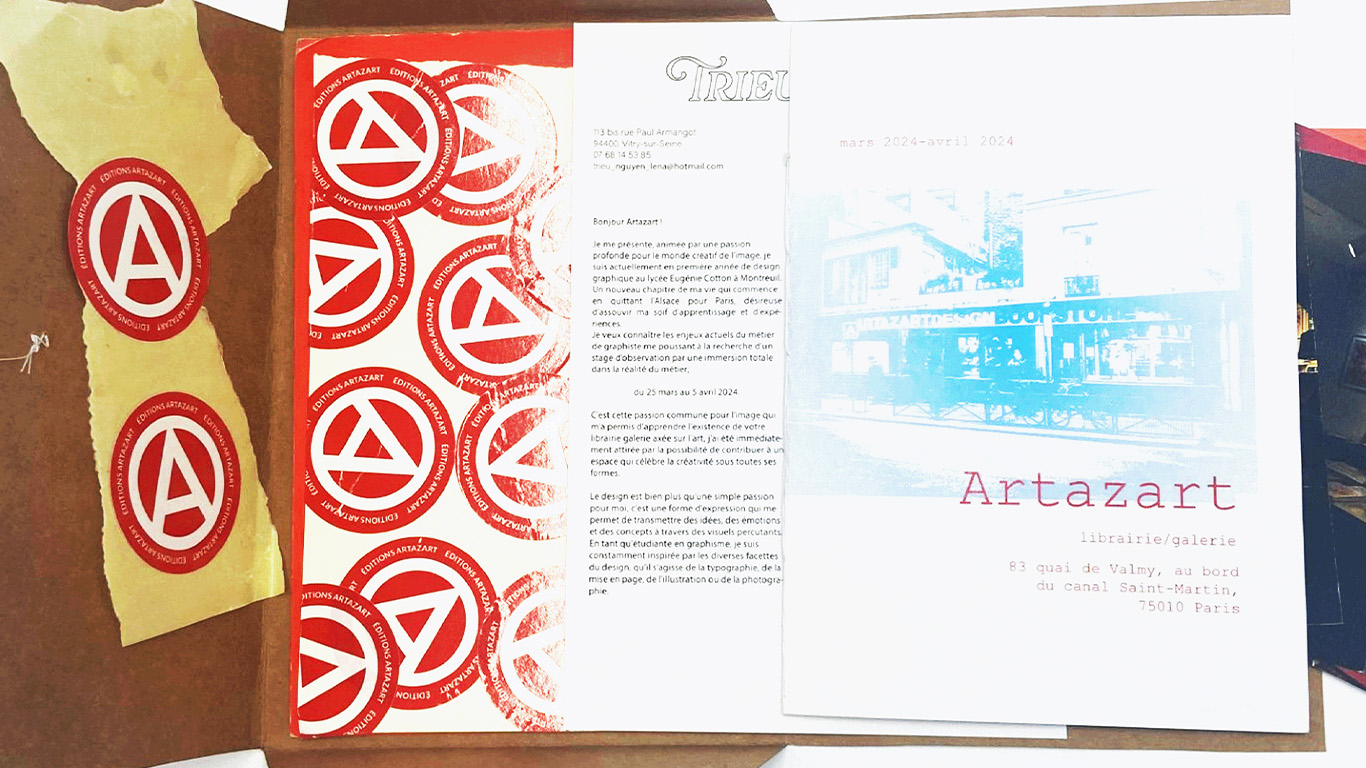 ÉDITIONS ARTAZART
A
ÉDITIONS ARTAZART
ÉDITIONS ARTAZART
A
ÉDITIONS ARTAZART
ÉDITIONS ARTAZART
A
ÉDITIONS ARTAZART
TRIEU
113 bis rue Paul Armangot
94400, Vitry-sur-Seine
07 68 14 53 85
trieu_nguyen_lena@hotmail.com
Bonjour Artazart !
Je me présente, animée par une passion
profonde pour le monde créatif de l'image, je
suis actuellement en première année de design
graphique au lycée Eugénie Cotton à Montreuil.
Un nouveau chapitre de ma vie qui commence
en quittant l'Alsace pour Paris, désireuse
d'assouvir ma soif d'apprentissage et d'expé-
riences.
Je veux connaître les enjeux actuels du métier
de graphiste me poussant à la recherche d'un
stage d'observation par une immersion totale
dans la réalité du métier;
du 25 mars au 5 avril 2024
C'est cette passion commune pour l'image qui
m'a permis d'apprendre l'existence de votre
librairie galerie axée sur l'art, j'ai été immédiate-
ment attirée par la possibilité de contribuer à un
espace qui célèbre la créativité sous toutes ses
formes.
Le design est bien plus qu'une simple passion
pour moi, c'est une forme d'expression qui me
permet de transmettre des idées, des émotions
et des concepts à travers des visuels percutants.
En tant qu'étudiante en graphisme, je suis
constamment inspirée par les diverses facettes
du design, qu'il s'agisse de la typographie, de la
mise en page, de l'illustration ou de la photogra-
phie.
mars 2024-avril 2024
ARTAZART DESIGN BOOKSTORE
Artazart
librairie/galerie
83 quai de Valmy, au bord
du canal Saint-Martin,
75010 Paris